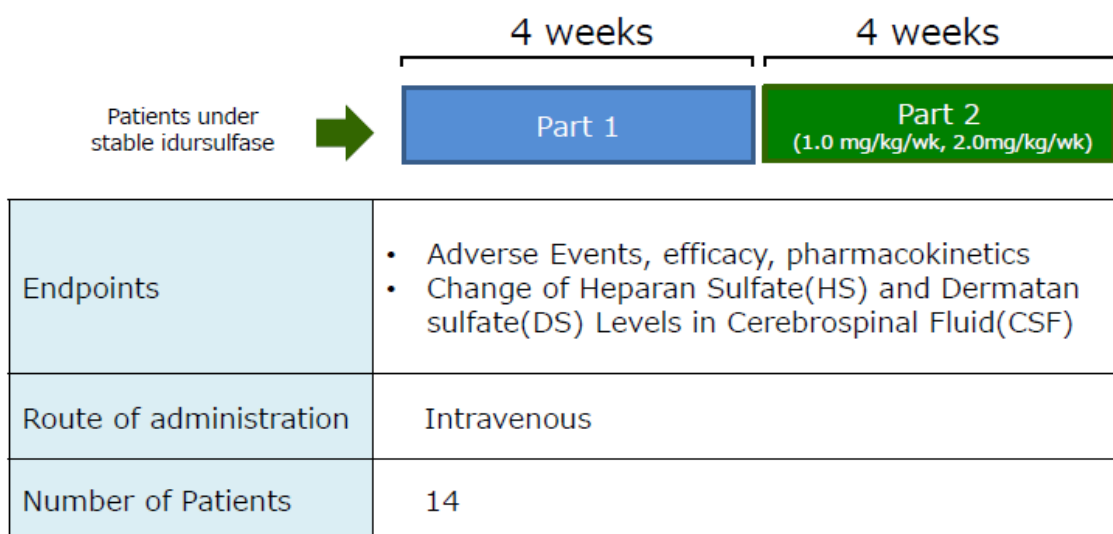 4 weeks
4 weeks
Patients under
stable idursulfase
Part 1
Part 2
(1.0 mg/kg/wk, 2.0mg/kg/wk)
Endpoints
• Adverse Events, efficacy, pharmacokinetics
• Change of Heparan Sulfate(HS) and Dermatan
sulfate(DS) Levels in Cerebrospinal Fluid(CSF)
Route of administration
Intravenous
Number of Patients
14